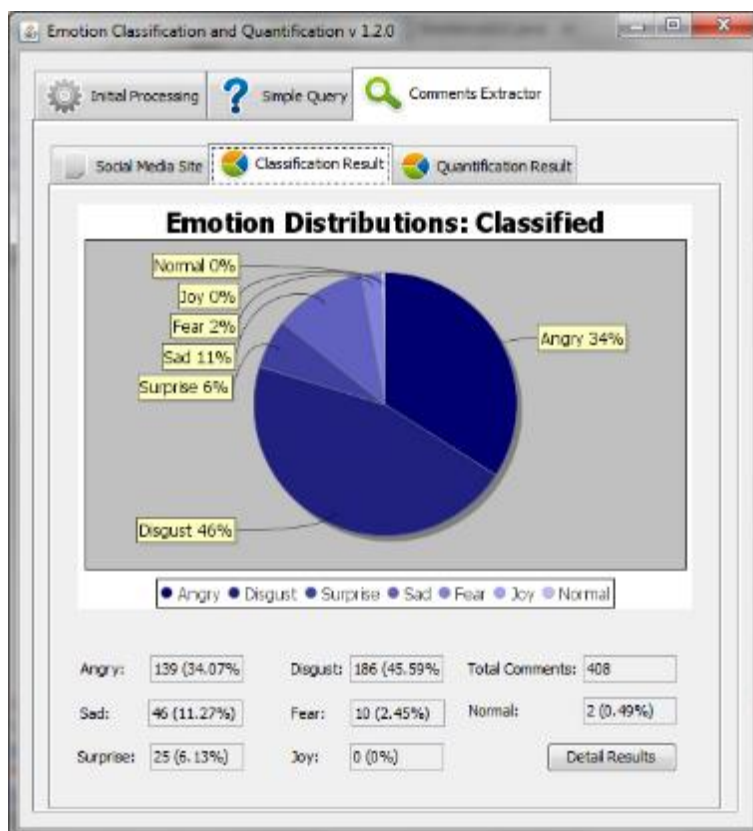 Emotion Classification and Quantification v 1.2.0
Initial Processing
Simple Query
Comments Extractor
Social Media Site
Classification Result
Quantification Result
Emotion Distributions: Classified
Normal 0%
Joy 0%
Fear 2%
Sad 11%
Surprise 6%
Angry 34%
Disgust 46%
Angry Disgust Surprise Sad Fear Joy Normal
Angry: 139 (34.07% Disgust: 186 (45.59% Total Comments: 408
Sad: 46 (11.27%) Fear: 10 (2.45%) Normal: 2 (0.49%)
Surprise: 25 (6.13%) Joy: 0 (0%) Detail Results